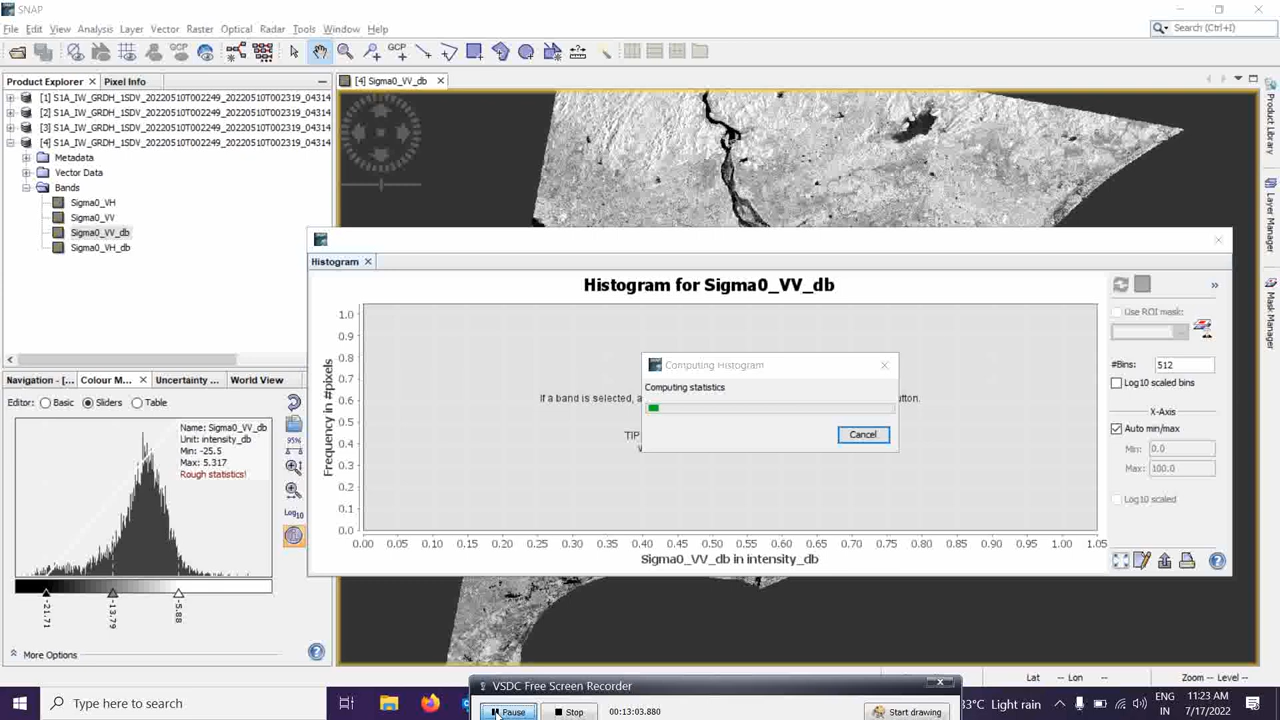 SNAP
File Edit View Analysis Layer Vector Raster Optical Radar Tools Window Help
Search (Ctrl+I)
GCP
GCP
Product Explorer
Pixel Info
[4] Sigma0_VV_db
[1] S1A_IW_GRDH_1SDV_20220510T002249_20220510T002319_04314
[2] S1A_IW_GRDH_1SDV_20220510T002249_20220510T002319_04314
[3] S1A_IW_GRDH_1SDV_20220510T002249_20220510T002319_04314
[4] S1A_IW_GRDH_1SDV_20220510T002249_20220510T002319_04314
Metadata
Vector Data
Bands
Sigma0_VH
Sigma0_VV
Sigma0_VV_db
Sigma0_VH_db
Product Library
Layer Manager
Mask Manager
Histogram
Histogram for Sigma0_VV_db
Frequency in #pixels
1.0
0.9
0.8
0.7
0.6
0.5
0.4
0.3
0.2
0.1
0.0
0.00 0.05 0.10 0.15 0.20 0.25 0.30 0.35 0.40 0.45 0.50 0.55 0.60 0.65 0.70 0.75 0.80 0.85 0.90 0.95 1.00 1.05
Sigma0_VV_db in intensity_db
If a band is selected, a
utton.
TIP
Computing Histogram
Computing statistics
Cancel
Use ROI mask:
#Bins: 512
Log10 scaled bins
X-Axis
Auto min/max
Min: 0.0
Max: 100.0
Log10 scaled
Navigation - [...
Colour M...
Uncertainty ...
World View
Editor: Basic Sliders Table
Name: Sigma0_VV_db
Unit: intensity_db
Min: -25.5
Max: 5.317
Rough statistics!
95%
Log10
-21.71
-13.79
-5.88
More Options
Lat
Lon
Zoom -- Level --
VSDC Free Screen Recorder
Pause
Stop
00:13:03.880
Start drawing
Type here to search
33°C Light rain
ENG
IN
11:23 AM
7/17/2022